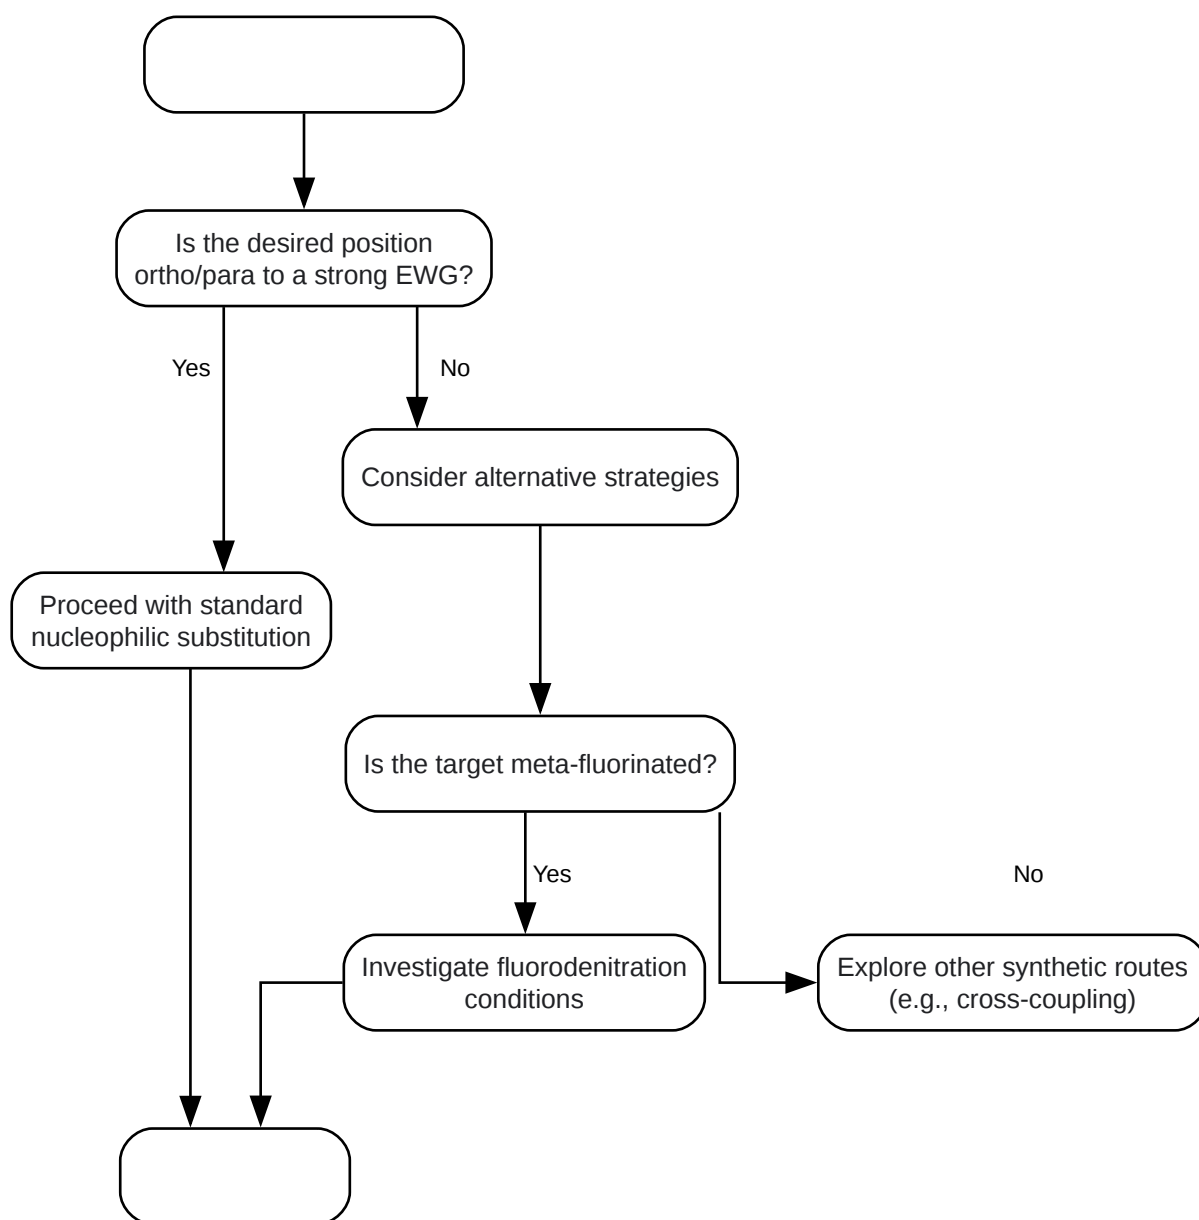 Is the desired position
ortho/para to a strong EWG?
Yes
No
Consider alternative strategies
Proceed with standard
nucleophilic substitution
Is the target meta-fluorinated?
Yes
No
Investigate fluorodenitration
conditions
Explore other synthetic routes
(e.g., cross-coupling)